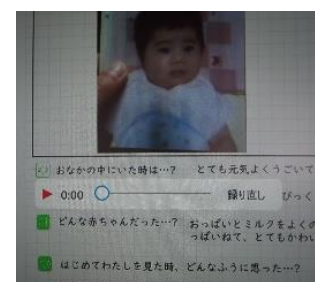 おなかの中にいた時は…? とても元気よくうごいて
0:00 録り直し びっく
どんな赤ちゃんだった…? おっぱいとミルクをよくの
っぱいねて、とてもかわい
はじめてわたしを見た時、どんなふうに思った…?